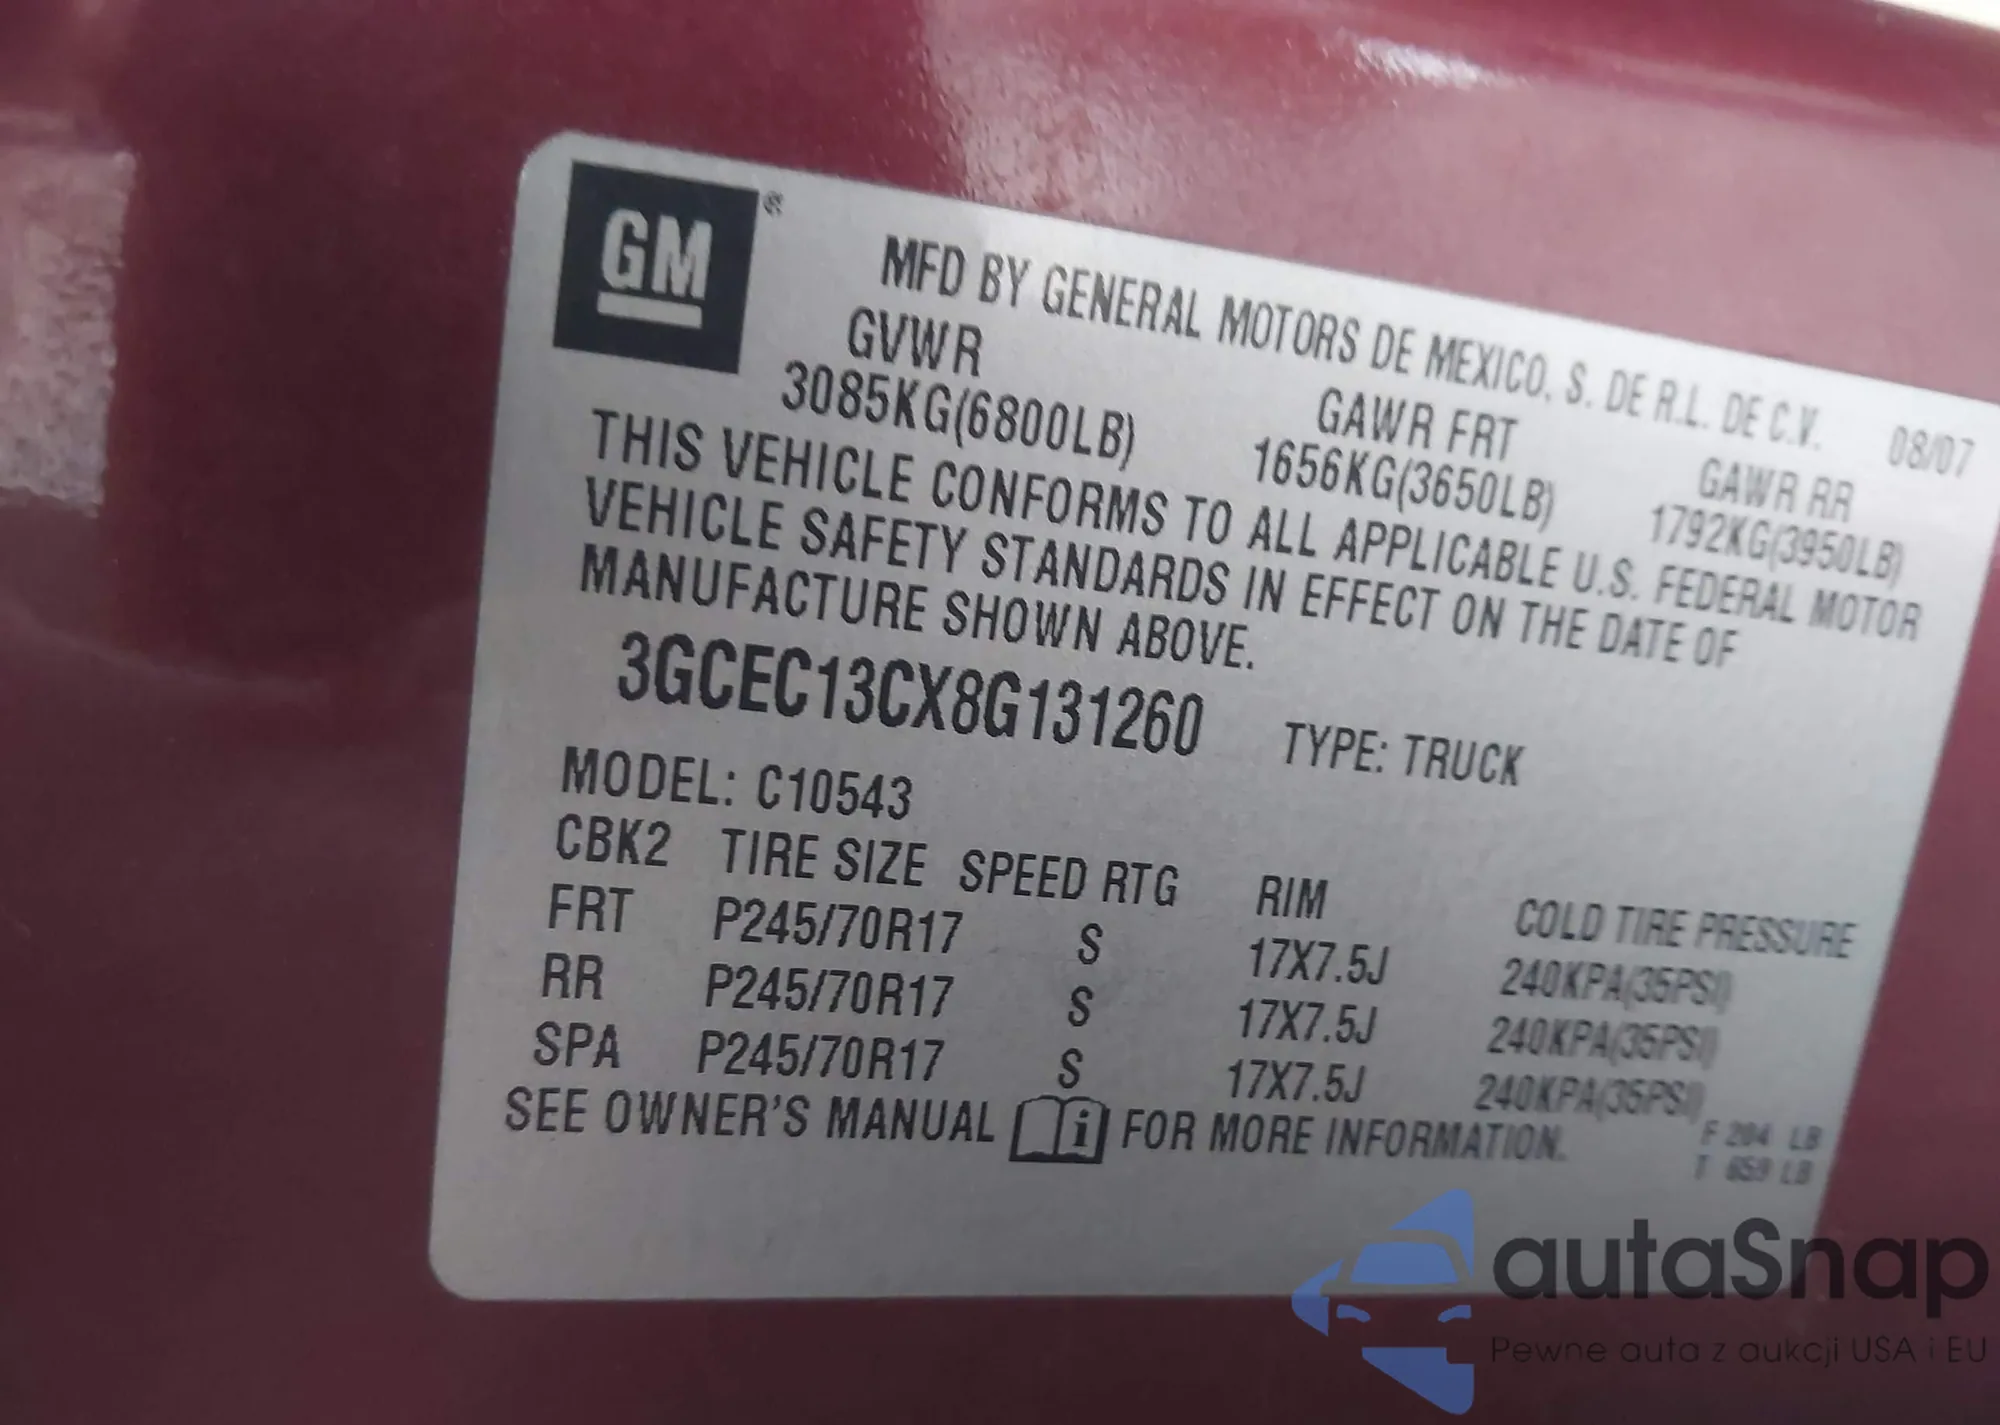 GM ®
MFD BY GENERAL MOTORS DE MEXICO, S. DE R.L. DE C.V. 08/07
GVWR GAWR FRT GAWR RR
3085KG(6800LB) 1656KG(3650LB) 1792KG(3950LB)
THIS VEHICLE CONFORMS TO ALL APPLICABLE U.S. FEDERAL MOTOR
VEHICLE SAFETY STANDARDS IN EFFECT ON THE DATE OF
MANUFACTURE SHOWN ABOVE.
3GCEC13CX8G131260 TYPE: TRUCK
MODEL: C10543
CBK2 TIRE SIZE SPEED RTG RIM COLD TIRE PRESSURE
FRT P245/70R17 S 17X7.5J 240KPA(35PSI)
RR P245/70R17 S 17X7.5J 240KPA(35PSI)
SPA P245/70R17 S 17X7.5J 240KPA(35PSI)
SEE OWNER'S MANUAL i FOR MORE INFORMATION.
F 204 LB
T 659 LB
autaSnap
Pewne auta z aukcji USA i EU